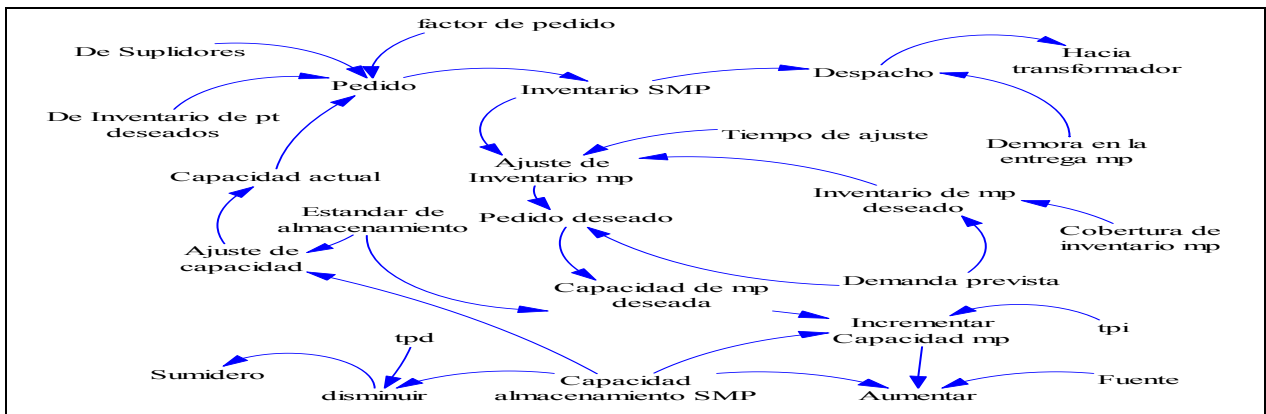 factor de pedido
De Suplidores
Hacia
transformador
Pedido
Inventario SMP
Despacho
De Inventario de pt
deseados
Tiempo de ajuste
Demora en la
entrega mp
Ajuste de
Inventario mp
Capacidad actual
Inventario de mp
deseado
Estandar de
almacenamiento
Pedido deseado
Cobertura de
inventario mp
Ajuste de
capacidad
Capacidad de mp
deseada
Demanda prevista
Incrementar
Capacidad mp
tpi
tpd
Sumidero
disminuir
Capacidad
almacenamiento SMP
Aumentar
Fuente